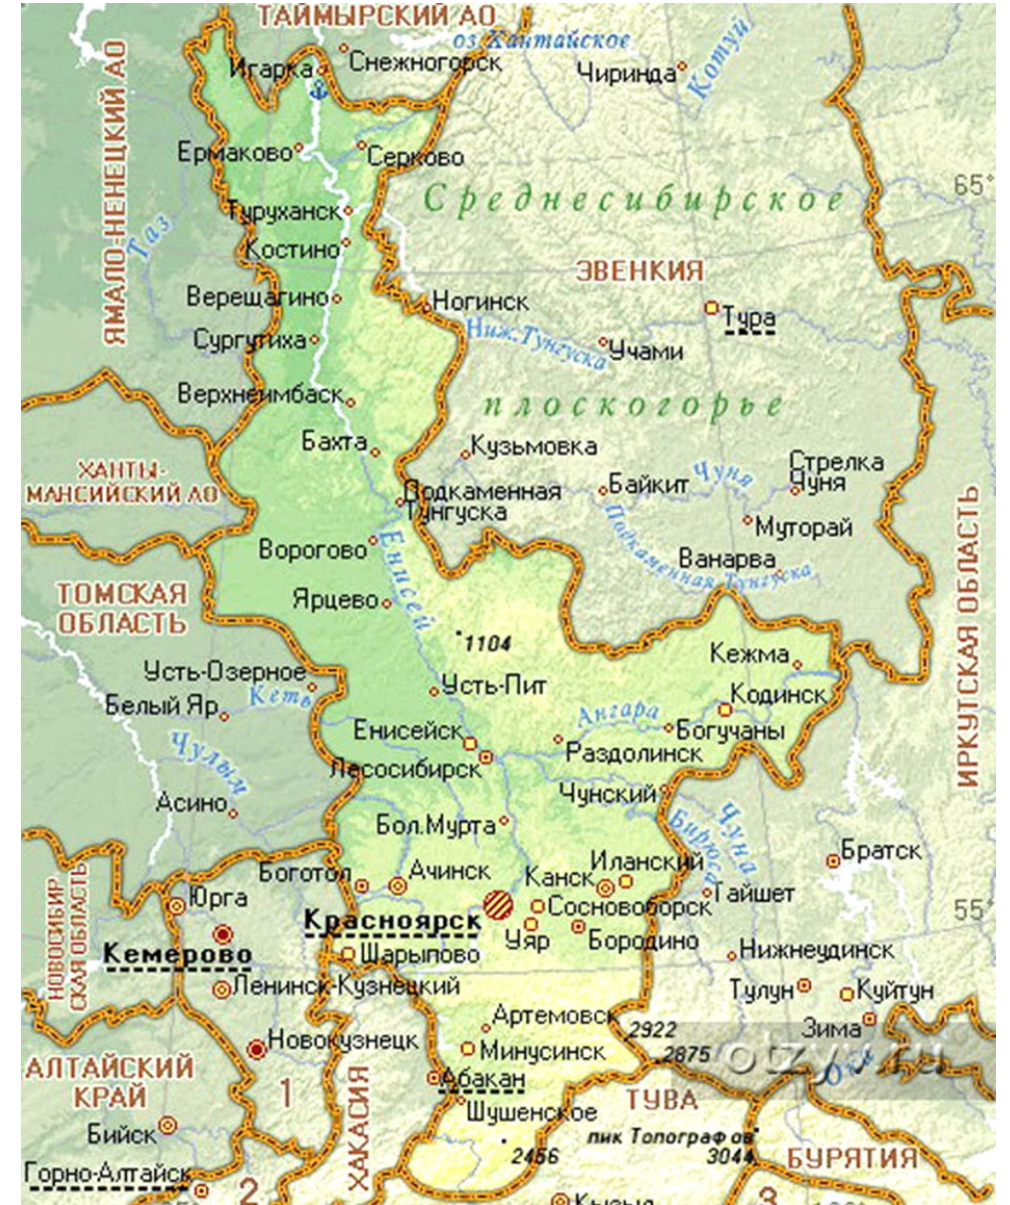 ТАЙМЫРСКИЙ АО
оз. Хантайское
Снежногорск
Игарка
Чиринда
Котуй
ЯМАЛО-НЕНЕЦКИЙ АО
Ермаково
Серково
65°
Среднесибирское
Туруханск
Таз
Костино
ЭВЕНКИЯ
Верещагино
Ногинск
Тура
Ниж.Тунгуска
Сургутиха
Учами
Верхнеимбаск
плоскогорье
Бахта
Кузьмовка
ХАНТЫ-
МАНСИЙСКИЙ АО
Байкит
Чуня
Стрелка
Чуня
Подкаменная
Тунгуска
Муторай
Ворогово
Енисей
Ванарва
Подкаменная Тунгуска
ИРКУТСКАЯ ОБЛАСТЬ
ТОМСКАЯ
ОБЛАСТЬ
Ярцево
1104
Кежма
Усть-Озерное
Кеть
Усть-Пит
Кодинск
Белый Яр
Ангара
Богучаны
Енисейск
Раздолинск
Чулым
Лесосибирск
Чунский
Асино
Бол.Мурта
Бирюса
Чуна
Братск
НОВОСИБИР
СКАЯ ОБЛАСТЬ
Боготол
Ачинск
Иланский
Канск
Тайшет
Юрга
Красноярск
Сосновоборск
55°
Кемерово
Уяр
Бородино
Шарыпово
Нижнеудинск
Ленинск-Кузнецкий
Тулун
Куйтун
Артемовск
2922
Зима
Новокузнецк
Минусинск
2875
otzyv.ru
Ока
АЛТАЙСКИЙ
КРАЙ
1
ХАКАСИЯ
Абакан
Шушенское
ТУВА
Бийск
пик Топографов
2456
3044
БУРЯТИЯ
Горно-Алтайск
2
Кызыл
3